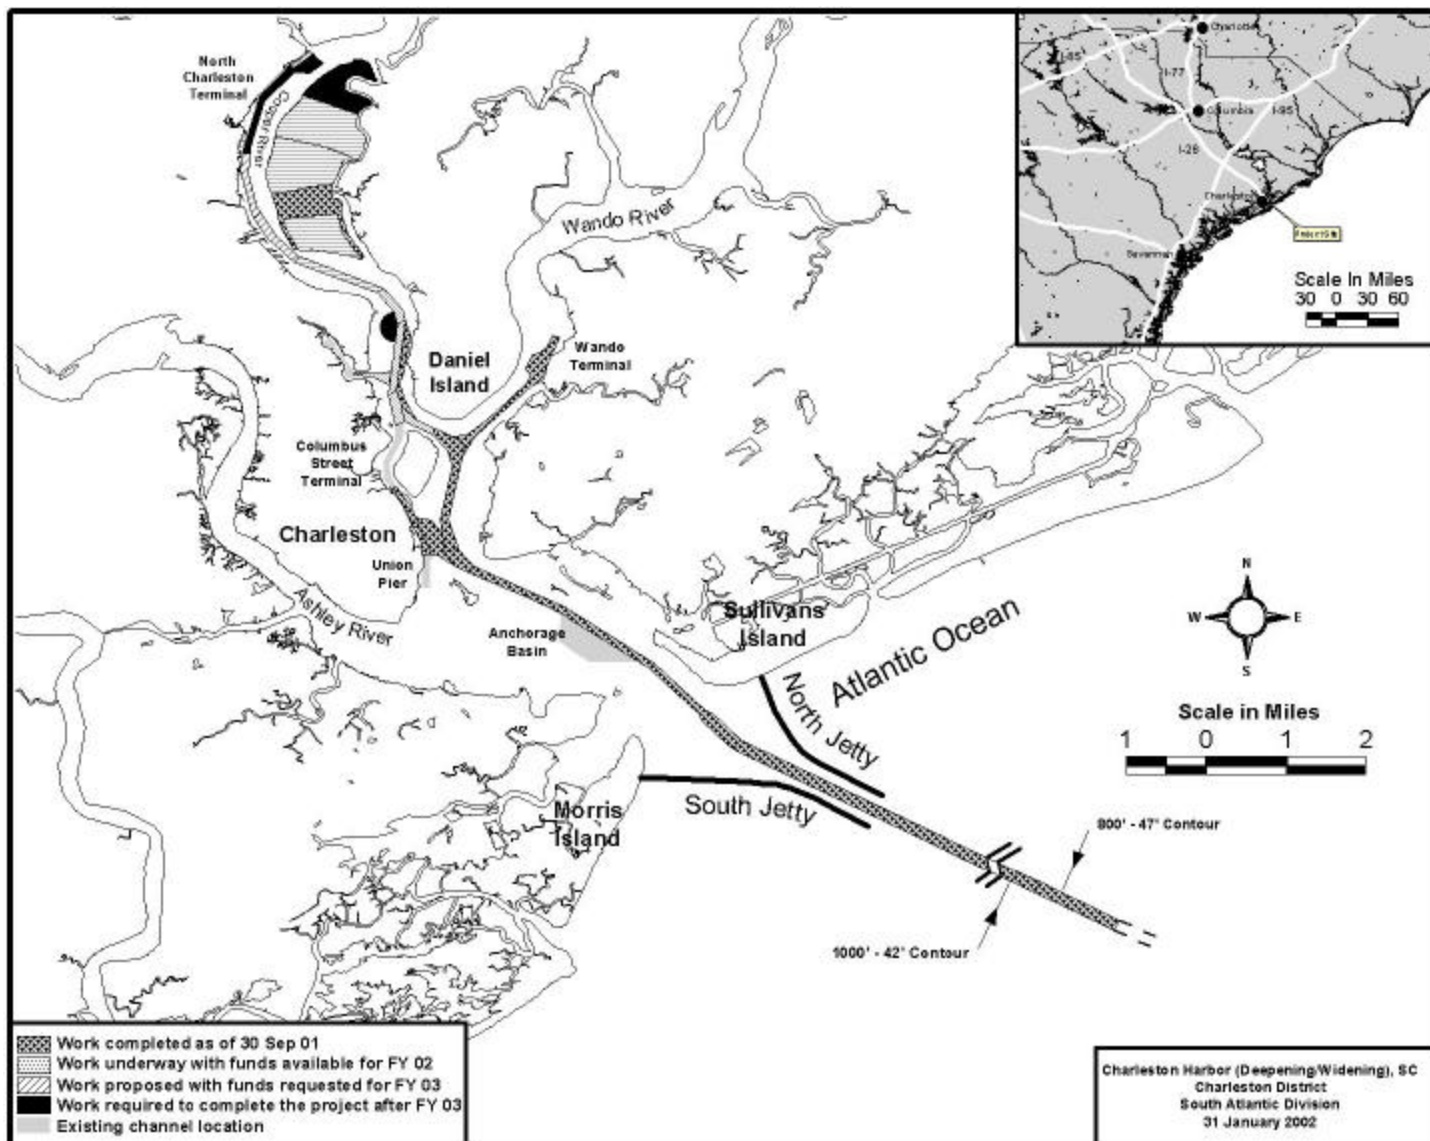 North
Charleston
Terminal
Cooper River
Wando River
Daniel
Island
Wando
Terminal
Columbus
Street
Terminal
Charleston
Union
Pier
Ashley River
Anchorage
Basin
Sullivans
Island
Atlantic Ocean
North Jetty
South Jetty
Morris
Island
800' - 47' Contour
1000' - 42' Contour
Charlotte
I-85
I-77
Columbia
I-95
I-26
Charleston
Savannah
Scale In Miles
30 0 30 60
N
W E
S
Scale in Miles
1 0 1 2
Work completed as of 30 Sep 01
Work underway with funds available for FY 02
Work proposed with funds requested for FY 03
Work required to complete the project after FY 03
Existing channel location
Charleston Harbor (Deepening/Widening), SC
Charleston District
South Atlantic Division
31 January 2002